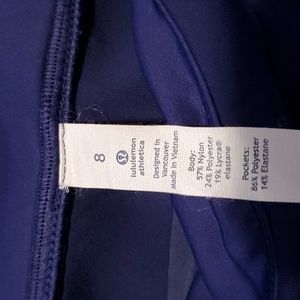 8
lululemon
athletica
Designed in
Vancouver
Made in Vietnam
Body:
57% Nylon
24% Polyester
19% Lycra®
elastane
Pockets:
86% Polyester
14% Elastane